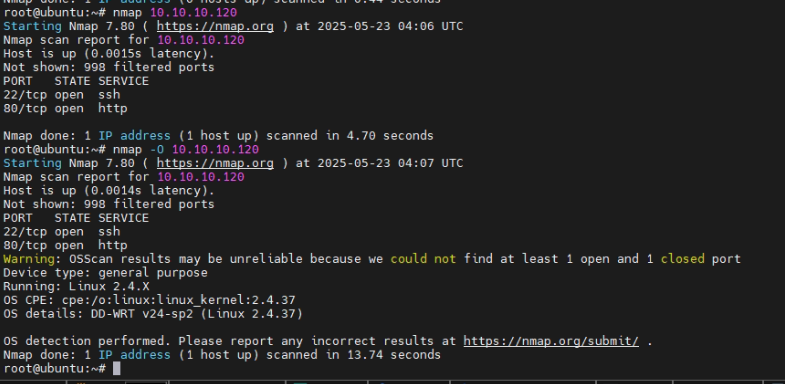 Nmap done: 1 IP address (0 hosts up) scanned in 0.44 seconds
root@ubuntu:~# nmap 10.10.10.120
Starting Nmap 7.80 ( https://nmap.org ) at 2025-05-23 04:06 UTC
Nmap scan report for 10.10.10.120
Host is up (0.0015s latency).
Not shown: 998 filtered ports
PORT   STATE SERVICE
22/tcp open  ssh
80/tcp open  http
Nmap done: 1 IP address (1 host up) scanned in 4.70 seconds
root@ubuntu:~# nmap -O 10.10.10.120
Starting Nmap 7.80 ( https://nmap.org ) at 2025-05-23 04:07 UTC
Nmap scan report for 10.10.10.120
Host is up (0.0014s latency).
Not shown: 998 filtered ports
PORT   STATE SERVICE
22/tcp open  ssh
80/tcp open  http
Warning: OSScan results may be unreliable because we could not find at least 1 open and 1 closed port
Device type: general purpose
Running: Linux 2.4.X
OS CPE: cpe:/o:linux:linux_kernel:2.4.37
OS details: DD-WRT v24-sp2 (Linux 2.4.37)
OS detection performed. Please report any incorrect results at https://nmap.org/submit/ .
Nmap done: 1 IP address (1 host up) scanned in 13.74 seconds
root@ubuntu:~#